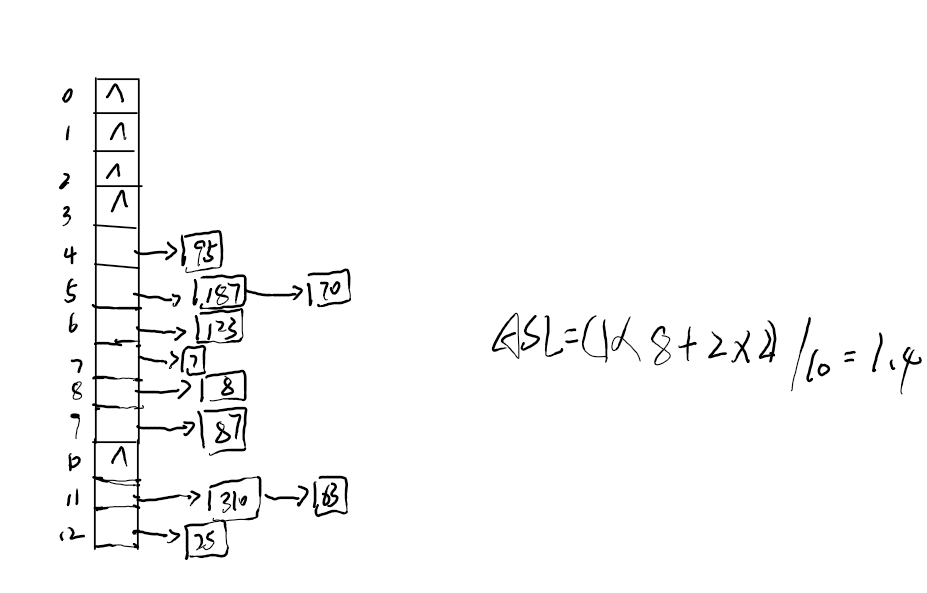 0 ∧
1 ∧
2 ∧
3 ∧
4 → 95
5 → 187 → 70
6 → 123
7 → 7
8 → 8
9 → 87
10 ∧
11 → 310 → 63
12 → 25
ASL=(1×8+2×2)/10=1.4